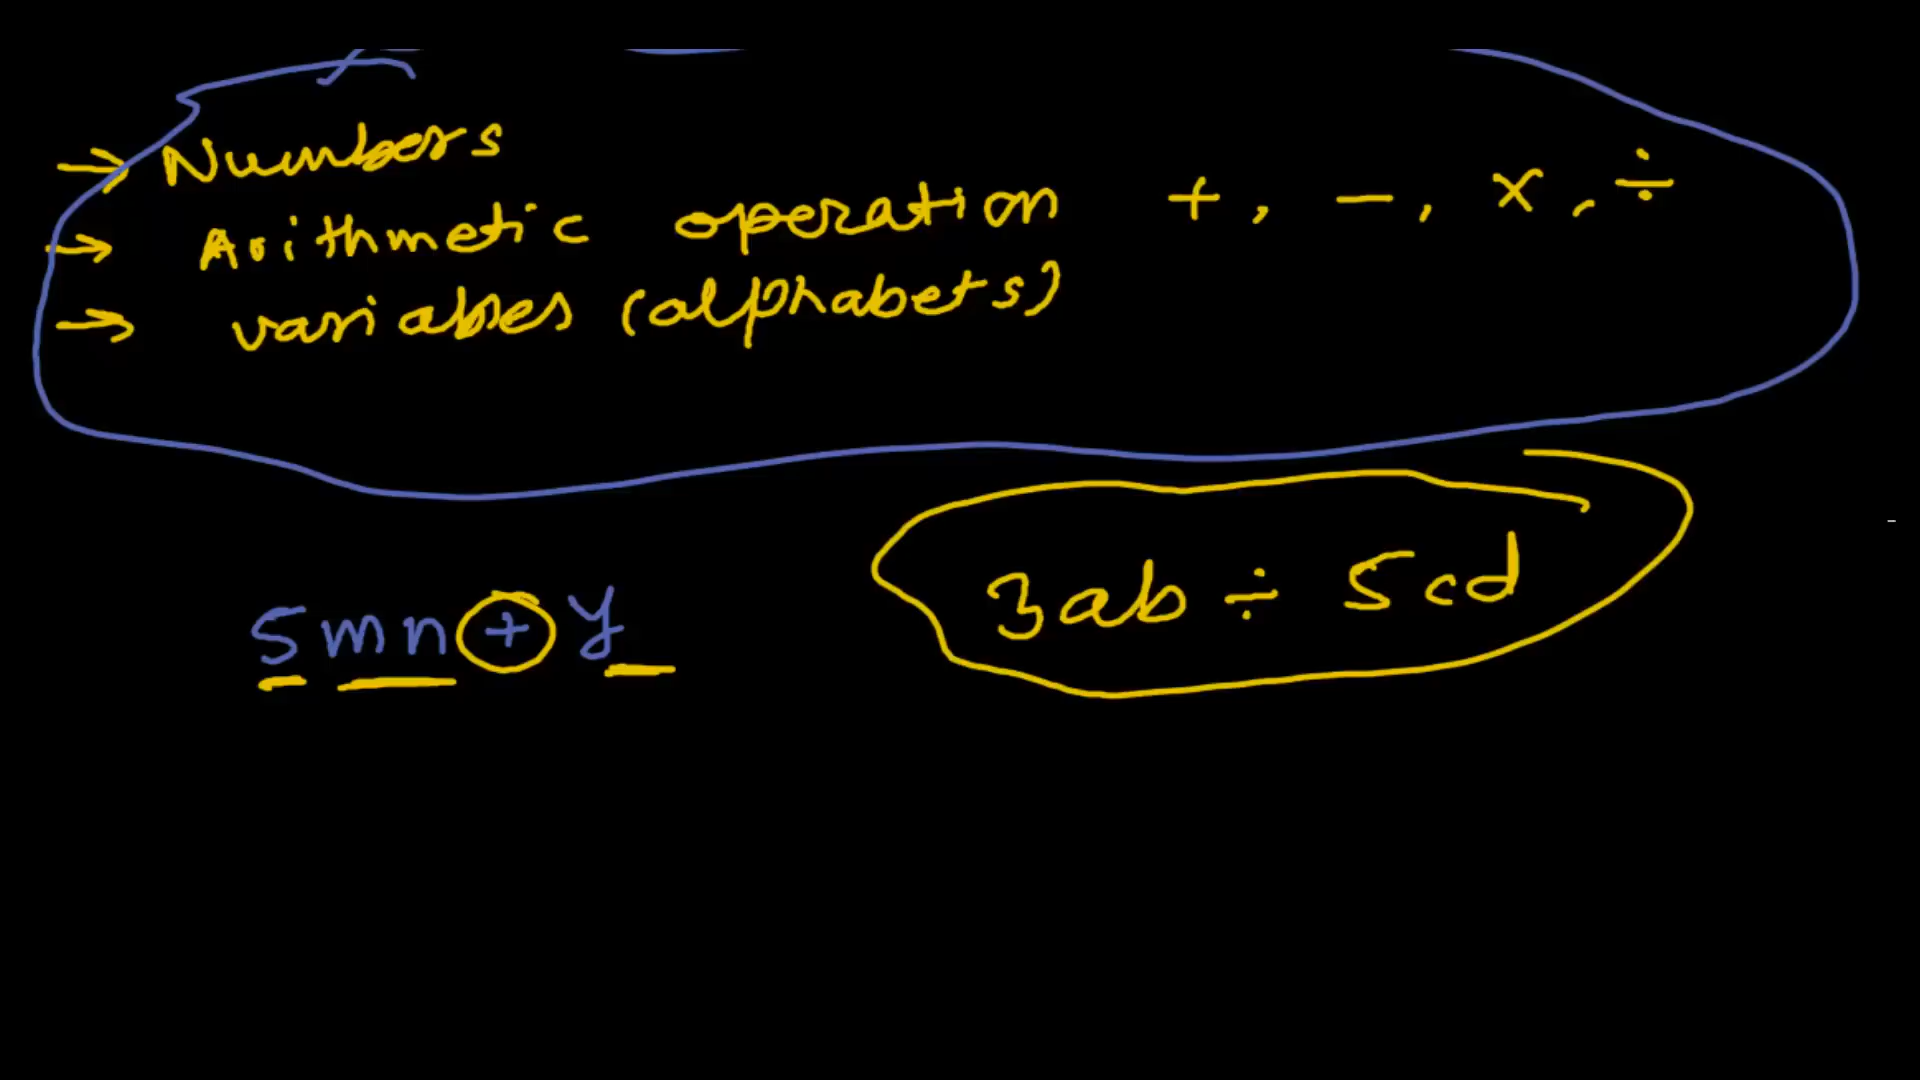 → Numbers
→ Arithmetic operation +, -, x, ÷
→ variables (alphabets)
5mn + y
3ab ÷ 5cd